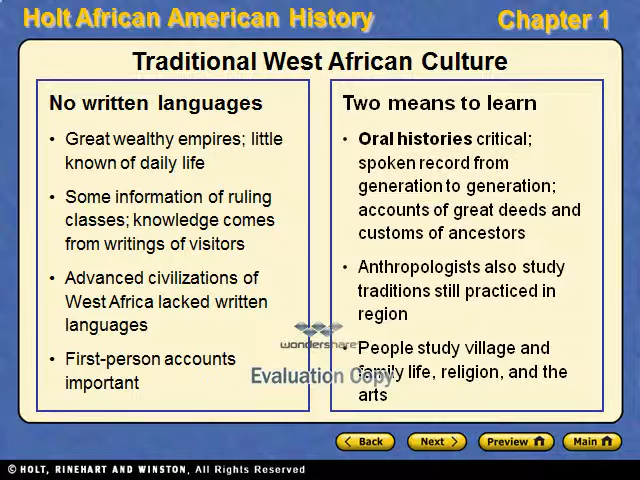 Holt African American History
Chapter 1
Traditional West African Culture
No written languages
• Great wealthy empires; little
known of daily life
• Some information of ruling
classes; knowledge comes
from writings of visitors
• Advanced civilizations of
West Africa lacked written
languages
• First-person accounts
important
Two means to learn
• Oral histories critical;
spoken record from
generation to generation;
accounts of great deeds and
customs of ancestors
• Anthropologists also study
traditions still practiced in
region
• People study village and
family life, religion, and the
arts
wondershare
Evaluation Copy
Back
Next
Preview
Main
© HOLT, RINEHART AND WINSTON, All Rights Reserved